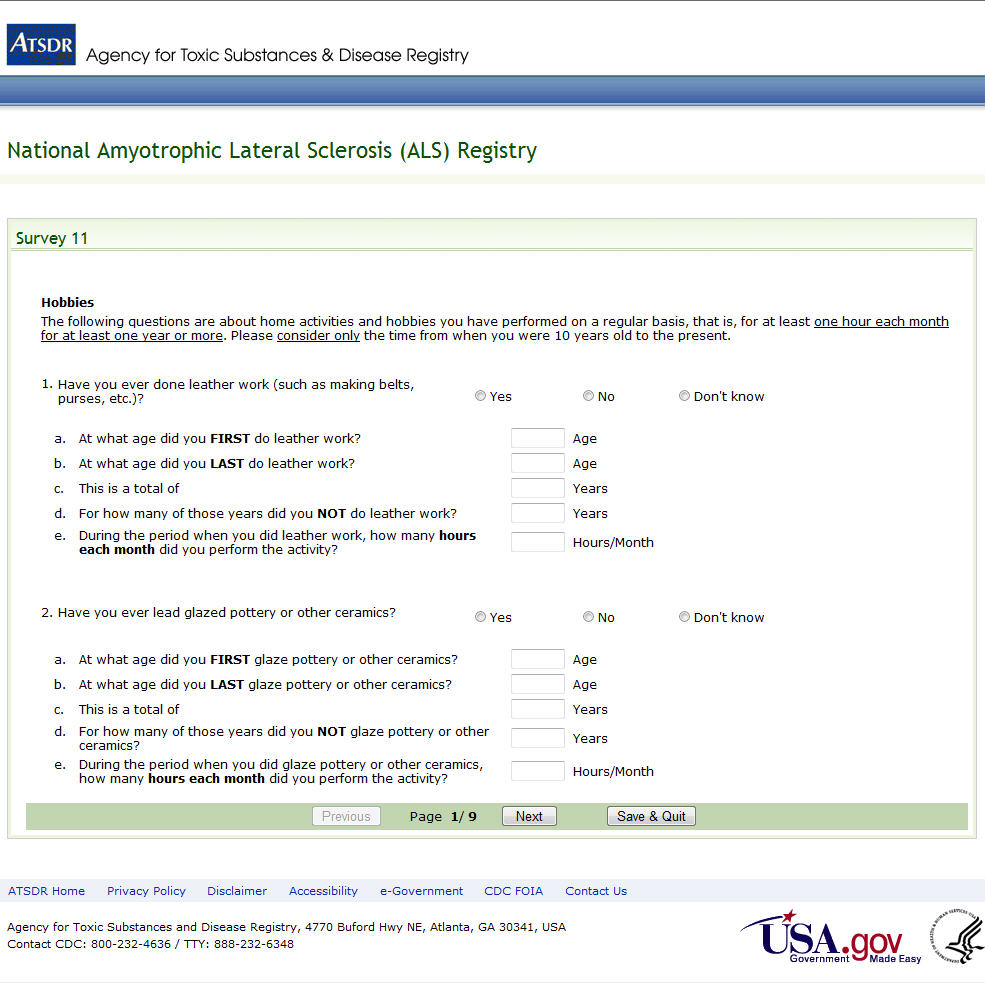 ATSDR Agency for Toxic Substances & Disease Registry
National Amyotrophic Lateral Sclerosis (ALS) Registry
Survey 11
Hobbies
The following questions are about home activities and hobbies you have performed on a regular basis, that is, for at least one hour each month
for at least one year or more. Please consider only the time from when you were 10 years old to the present.
1. Have you ever done leather work (such as making belts,
purses, etc.)?
Yes No Don't know
a. At what age did you FIRST do leather work? Age
b. At what age did you LAST do leather work? Age
c. This is a total of Years
d. For how many of those years did you NOT do leather work? Years
e. During the period when you did leather work, how many hours
each month did you perform the activity? Hours/Month
2. Have you ever lead glazed pottery or other ceramics? Yes No Don't know
a. At what age did you FIRST glaze pottery or other ceramics? Age
b. At what age did you LAST glaze pottery or other ceramics? Age
c. This is a total of Years
d. For how many of those years did you NOT glaze pottery or other
ceramics? Years
e. During the period when you did glaze pottery or other ceramics,
how many hours each month did you perform the activity? Hours/Month
Previous Page 1/ 9 Next Save & Quit
ATSDR Home Privacy Policy Disclaimer Accessibility e-Government CDC FOIA Contact Us
Agency for Toxic Substances and Disease Registry, 4770 Buford Hwy NE, Atlanta, GA 30341, USA
Contact CDC: 800-232-4636 / TTY: 888-232-6348
USA.gov
Government Made Easy
DEPARTMENT OF HEALTH & HUMAN SERVICES USA